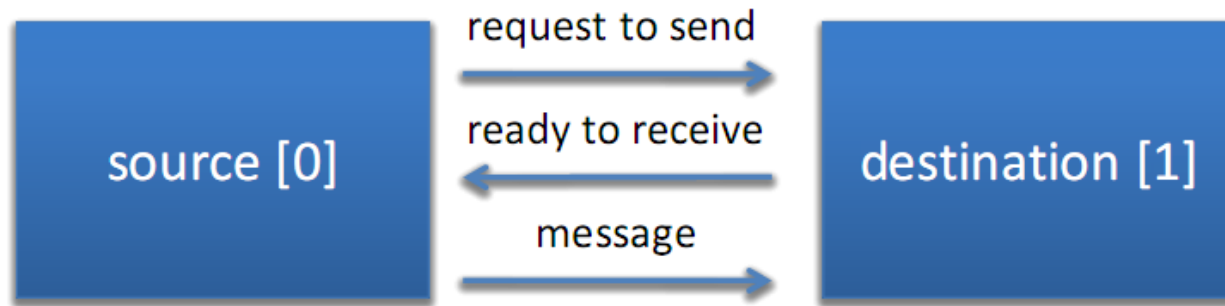 request to send
source [0]
ready to receive
destination [1]
message